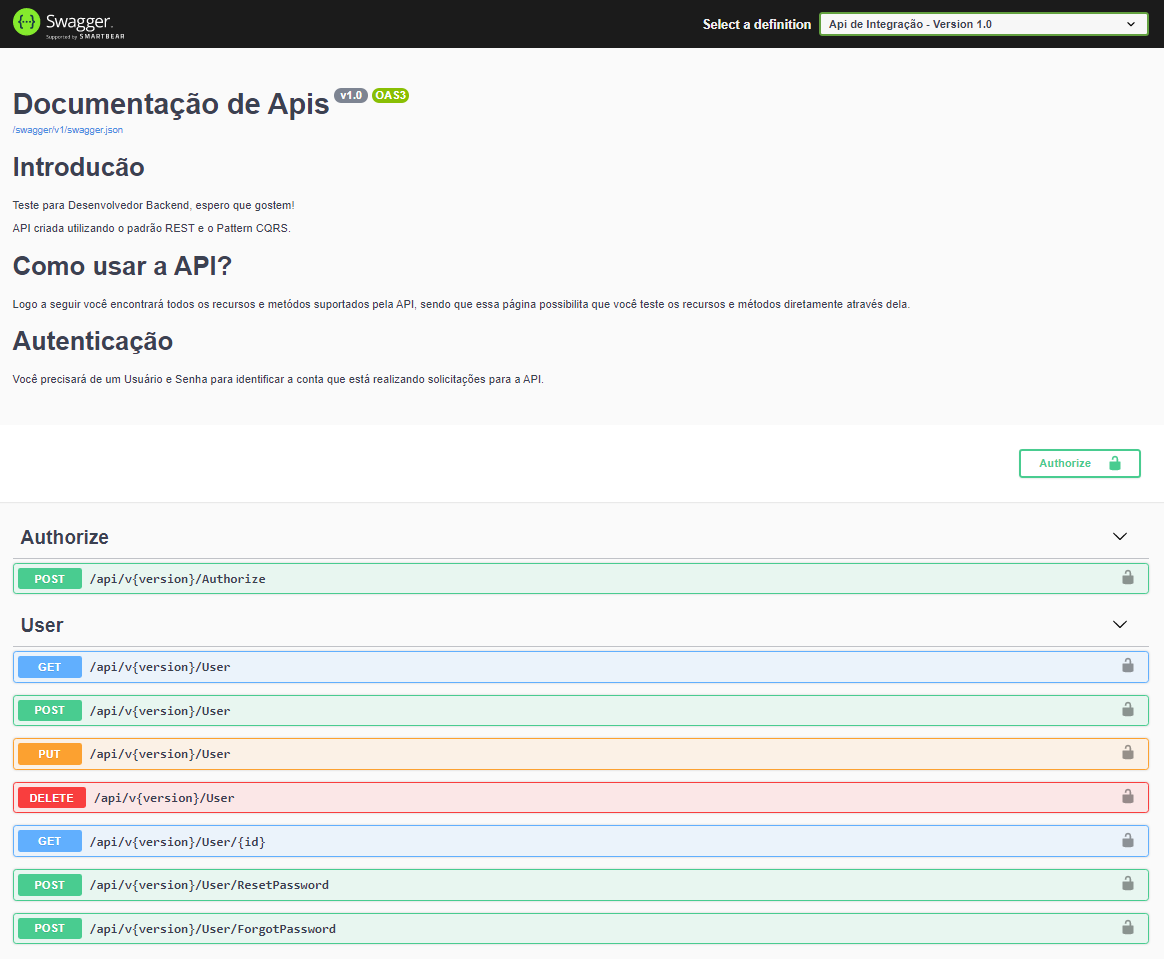 Swagger.
Supported by SMARTBEAR
Select a definition
Api de Integração - Version 1.0
Documentação de Apis v1.0 OAS3
/swagger/v1/swagger.json
Introducão
Teste para Desenvolvedor Backend, espero que gostem!
API criada utilizando o padrão REST e o Pattern CQRS.
Como usar a API?
Logo a seguir você encontrará todos os recursos e metódos suportados pela API, sendo que essa página possibilita que você teste os recursos e métodos diretamente através dela.
Autenticação
Você precisará de um Usuário e Senha para identificar a conta que está realizando solicitações para a API.
Authorize
Authorize
POST /api/v{version}/Authorize
User
GET /api/v{version}/User
POST /api/v{version}/User
PUT /api/v{version}/User
DELETE /api/v{version}/User
GET /api/v{version}/User/{id}
POST /api/v{version}/User/ResetPassword
POST /api/v{version}/User/ForgotPassword